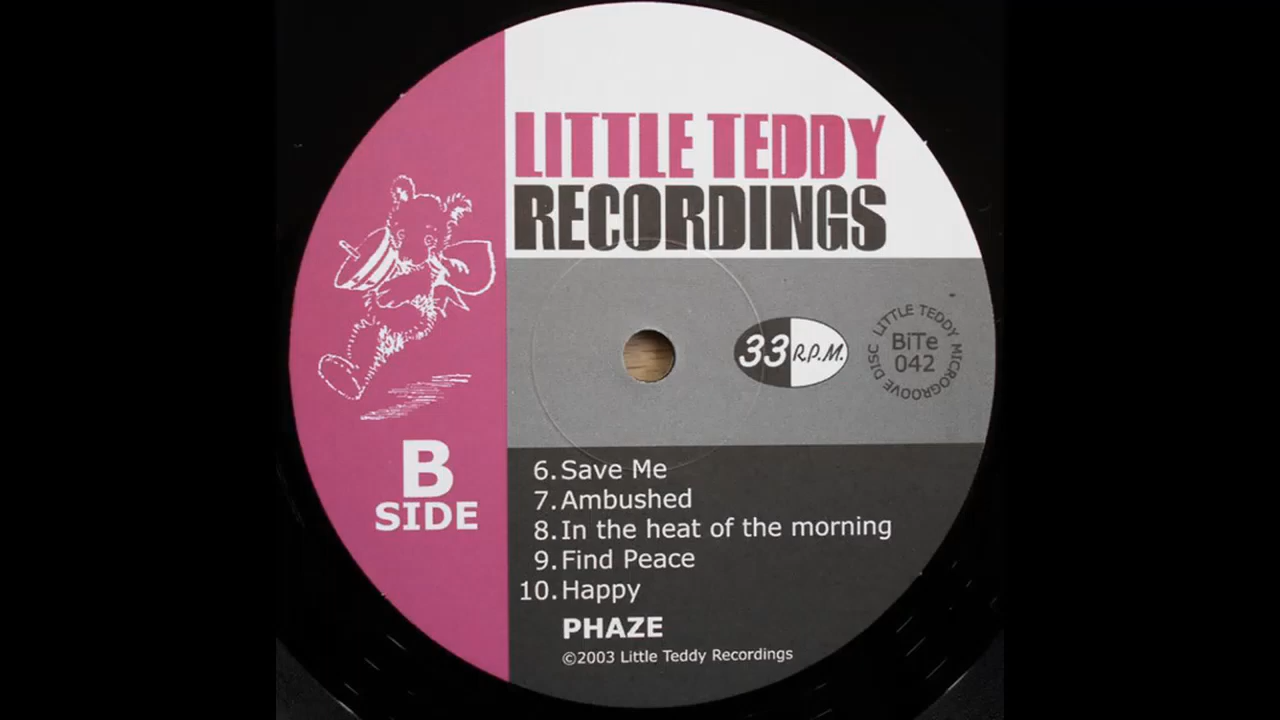 LITTLE TEDDY
RECORDINGS
33 R.P.M.
LITTLE TEDDY MICROGROOVE DISC
BiTe
042
B
SIDE
6. Save Me
7. Ambushed
8. In the heat of the morning
9. Find Peace
10. Happy
PHAZE
©2003 Little Teddy Recordings